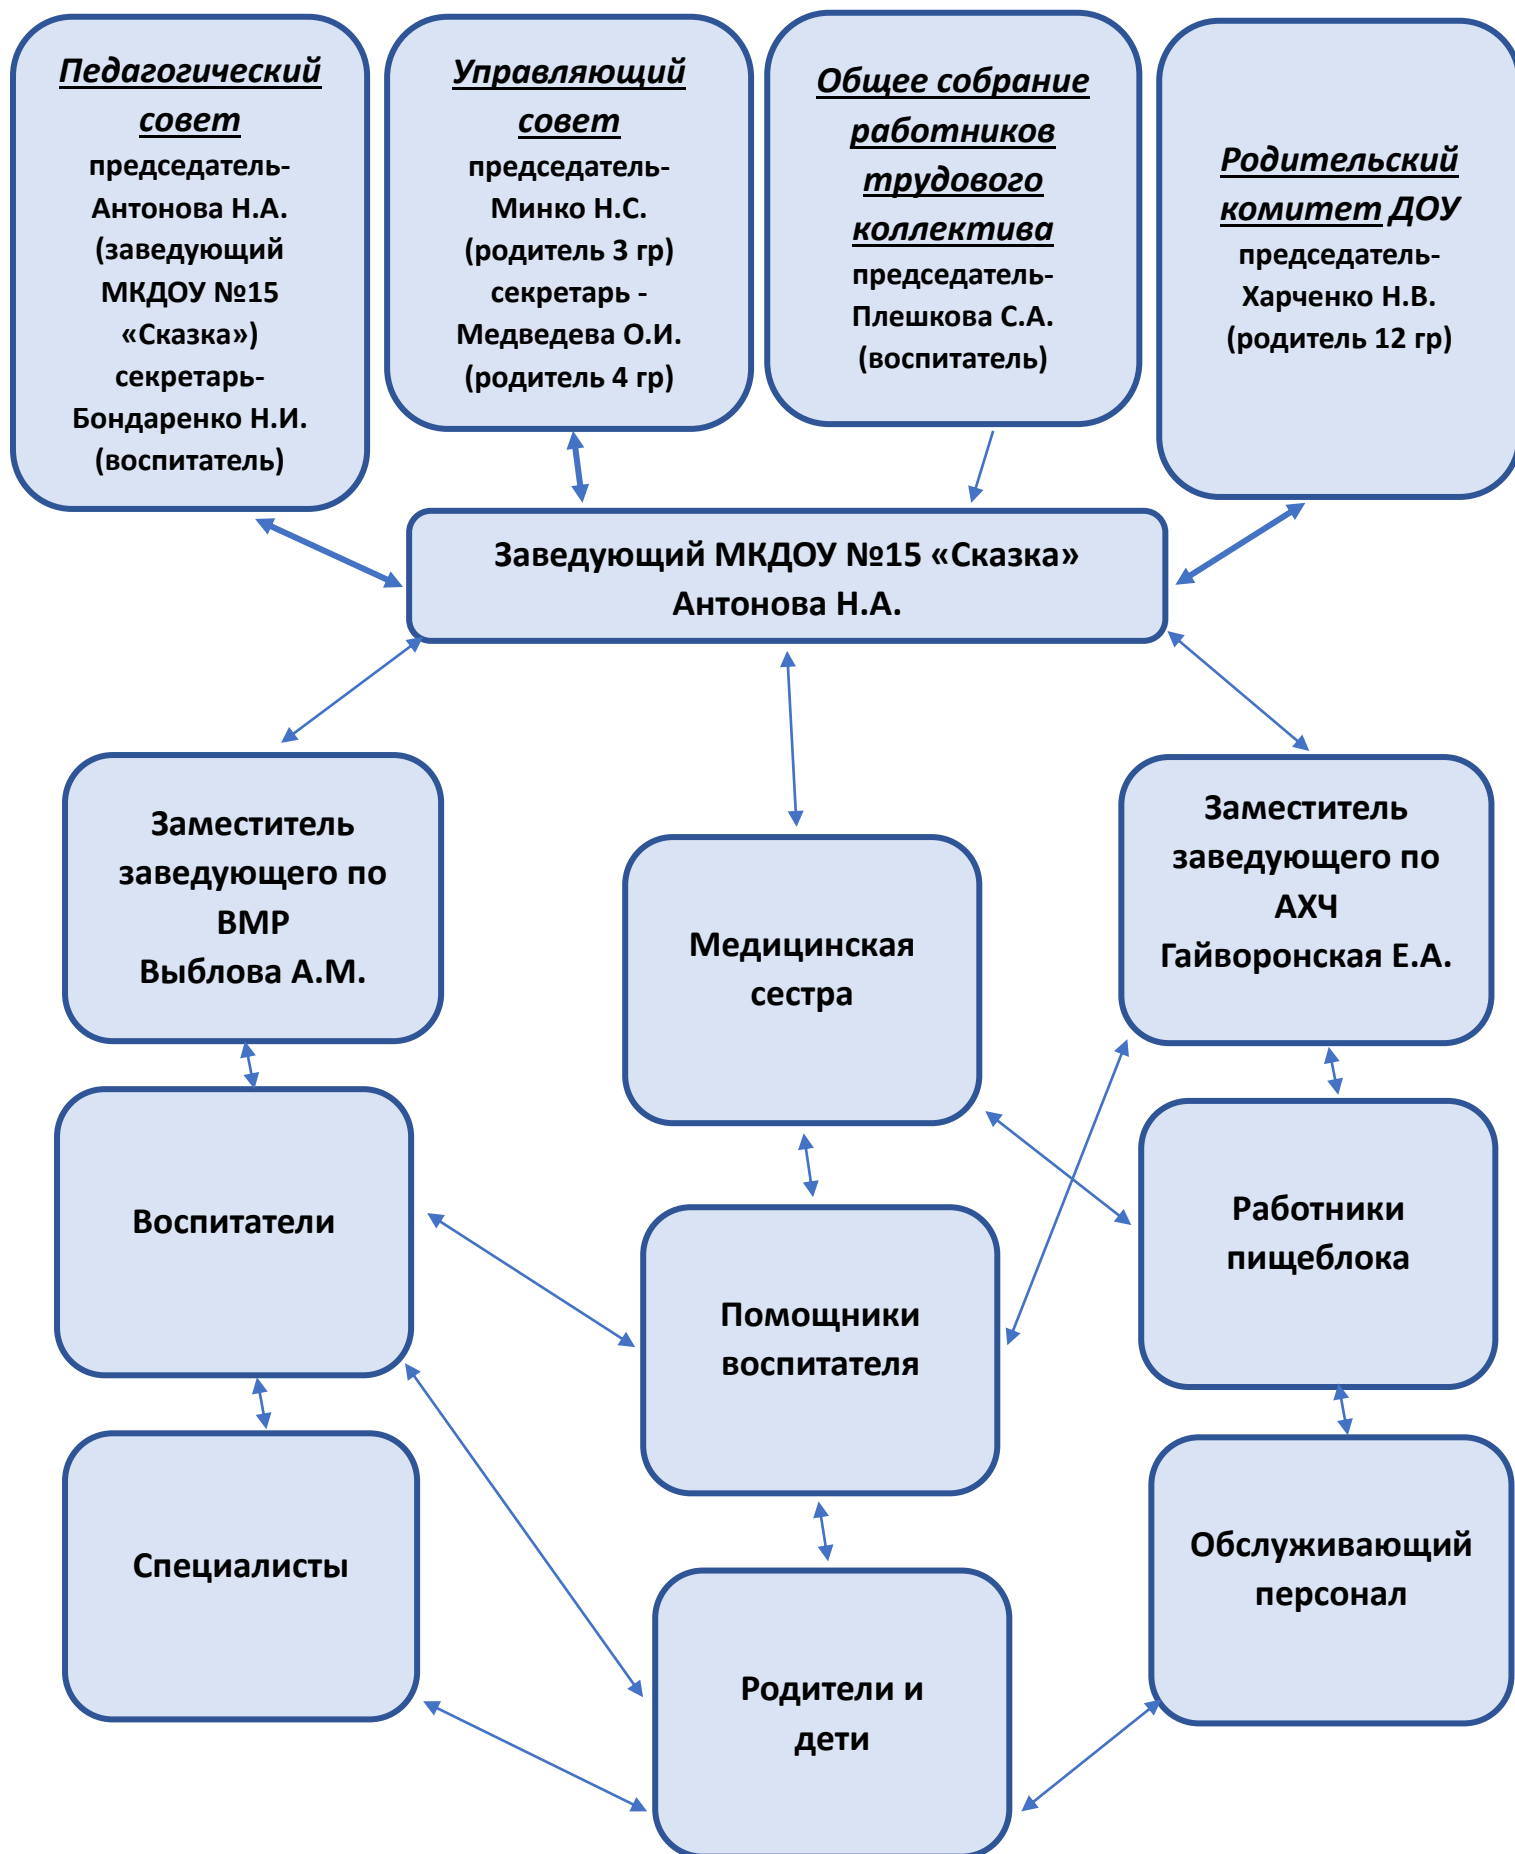 Педагогический
совет
председатель-
Антонова Н.А.
(заведующий
МКДОУ №15
«Сказка»)
секретарь-
Бондаренко Н.И.
(воспитатель)
Управляющий
совет
председатель-
Минко Н.С.
(родитель 3 гр)
секретарь -
Медведева О.И.
(родитель 4 гр)
Общее собрание
работников
трудового
коллектива
председатель-
Плешкова С.А.
(воспитатель)
Родительский
комитет ДОУ
председатель-
Харченко Н.В.
(родитель 12 гр)
Заведующий МКДОУ №15 «Сказка»
Антонова Н.А.
Заместитель
заведующего по
ВМР
Выблова А.М.
Медицинская
сестра
Заместитель
заведующего по
АХЧ
Гайворонская Е.А.
Воспитатели
Помощники
воспитателя
Работники
пищеблока
Специалисты
Родители и
дети
Обслуживающий
персонал